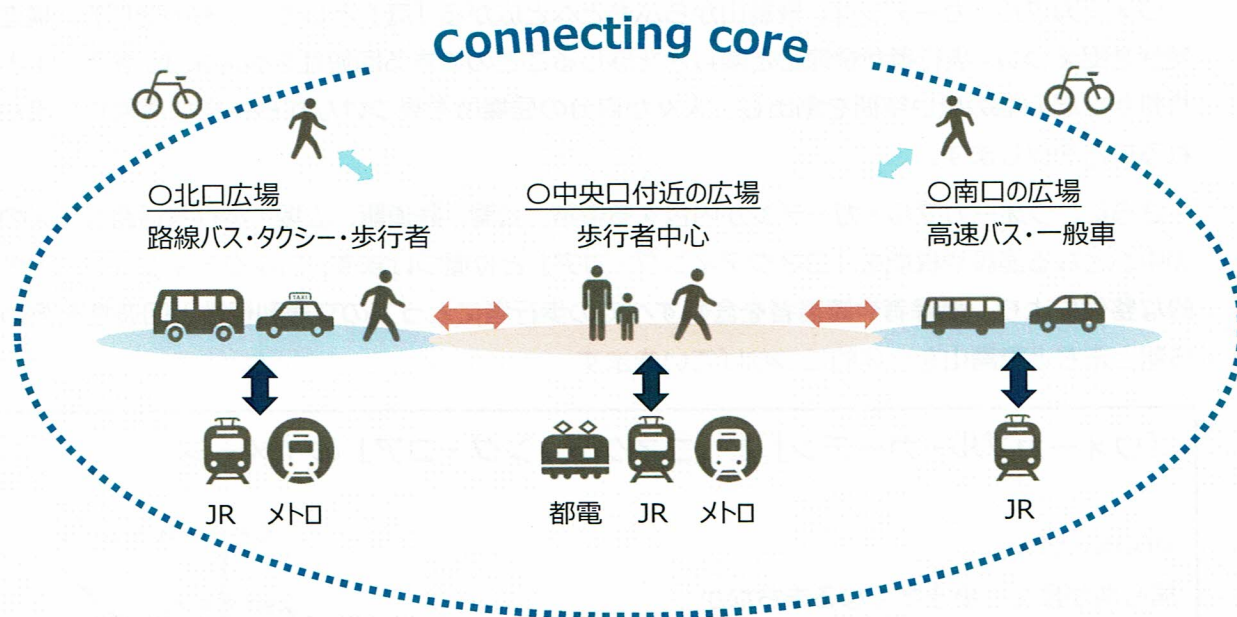 Connecting core
○北口広場
路線バス・タクシー・歩行者
○中央口付近の広場
歩行者中心
○南口の広場
高速バス・一般車
TAXI
JR メトロ
都電 JR メトロ
JR